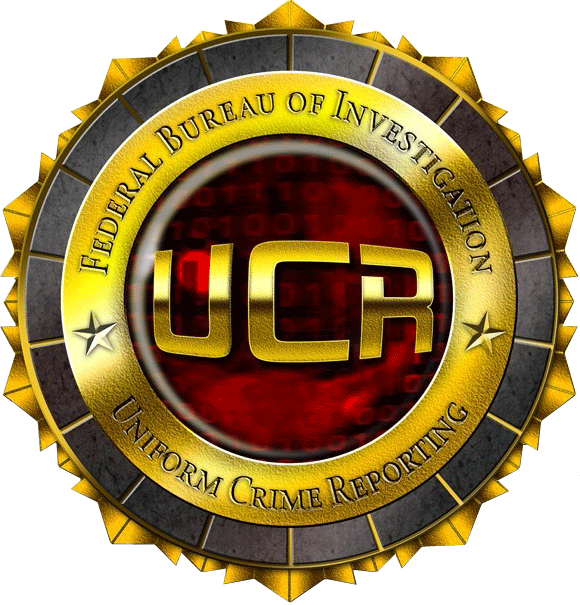 Federal Bureau of Investigation
UCR
Uniform Crime Reporting